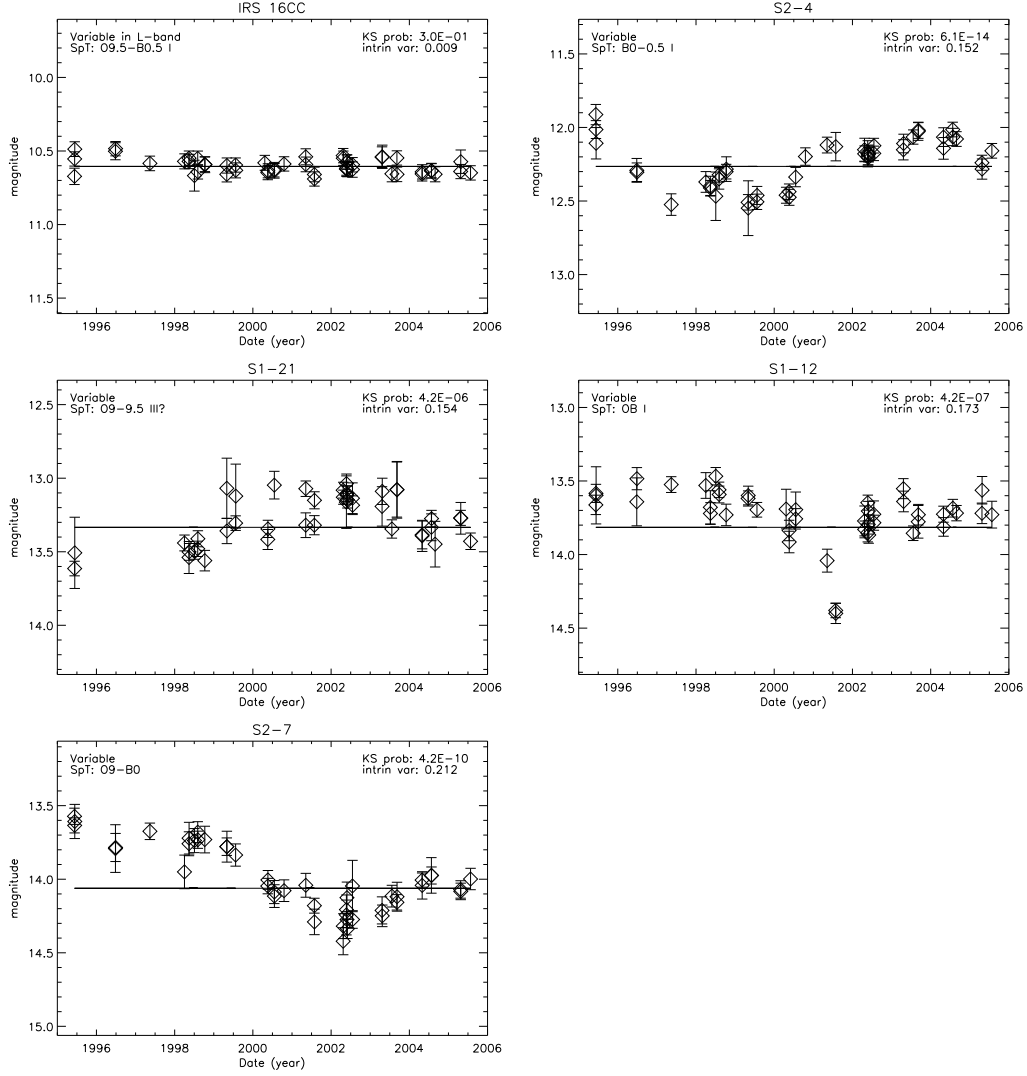 IRS 16CC
Variable in L-band
SpT: O9.5-B0.5 I
KS prob: 3.0E-01
intrin var: 0.009
10.0
10.5
11.0
11.5
magnitude
1996 1998 2000 2002 2004 2006
Date (year)
S2-4
Variable
SpT: B0-0.5 I
KS prob: 6.1E-14
intrin var: 0.152
11.5
12.0
12.5
13.0
magnitude
1996 1998 2000 2002 2004 2006
Date (year)
S1-21
Variable
SpT: O9-9.5 III?
KS prob: 4.2E-06
intrin var: 0.154
12.5
13.0
13.5
14.0
magnitude
1996 1998 2000 2002 2004 2006
Date (year)
S1-12
Variable
SpT: OB I
KS prob: 4.2E-07
intrin var: 0.173
13.0
13.5
14.0
14.5
magnitude
1996 1998 2000 2002 2004 2006
Date (year)
S2-7
Variable
SpT: O9-B0
KS prob: 4.2E-10
intrin var: 0.212
13.5
14.0
14.5
15.0
magnitude
1996 1998 2000 2002 2004 2006
Date (year)